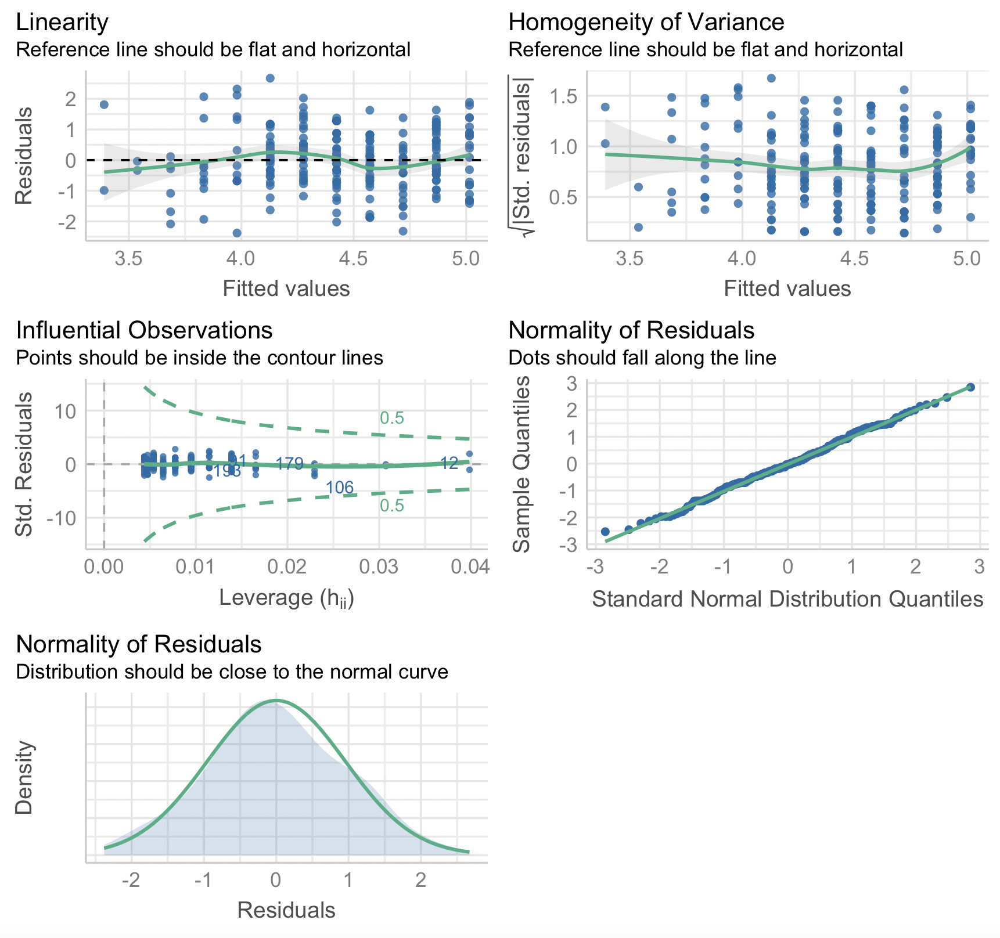 Linearity
Reference line should be flat and horizontal
Residuals
2
1
0
-1
-2
3.5 4.0 4.5 5.0
Fitted values
Homogeneity of Variance
Reference line should be flat and horizontal
√|Std. residuals|
1.5
1.0
0.5
3.5 4.0 4.5 5.0
Fitted values
Influential Observations
Points should be inside the contour lines
Std. Residuals
10
0
-10
0.5
179
12
193
106
0.5
0.00 0.01 0.02 0.03 0.04
Leverage (hii)
Normality of Residuals
Dots should fall along the line
Sample Quantiles
3
2
1
0
-1
-2
-3
-3 -2 -1 0 1 2 3
Standard Normal Distribution Quantiles
Normality of Residuals
Distribution should be close to the normal curve
Density
-2 -1 0 1 2
Residuals